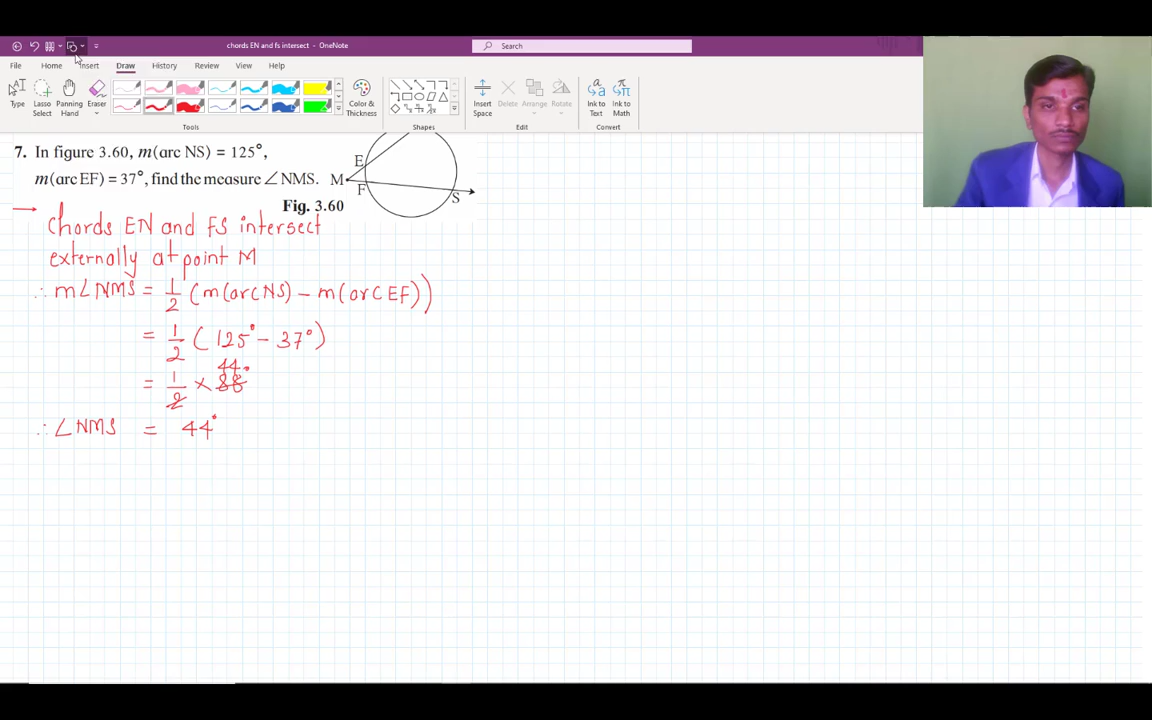 chords EN and fs intersect - OneNote
Search
File Home Insert Draw History Review View Help
Type
Lasso Select
Panning Hand
Eraser
Color & Thickness
Insert Space
Delete
Arrange
Rotate
Ink to Text
Ink to Math
Tools
Shapes
Edit
Convert
7. In figure 3.60, m(arc NS) = 125°,
m(arc EF) = 37°, find the measure ∠NMS.
E
M
F
S
Fig. 3.60
→ Chords EN and FS intersect
externally at point M
∴ m∠NMS = 1/2 (m(arc NS) − m(arc EF))
= 1/2 (125° − 37°)
44
= 1/2 × 88°
∴ ∠NMS = 44°